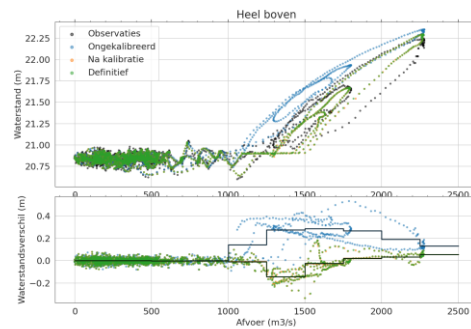 Heel boven
Observaties
Ongekalibreerd
Na kalibratie
Definitief
Waterstand (m)
22.25
22.00
21.75
21.50
21.25
21.00
20.75
0 500 1000 1500 2000 2500
Waterstandsverschil (m)
0.4
0.2
0.0
−0.2
0 500 1000 1500 2000 2500
Afvoer (m3/s)